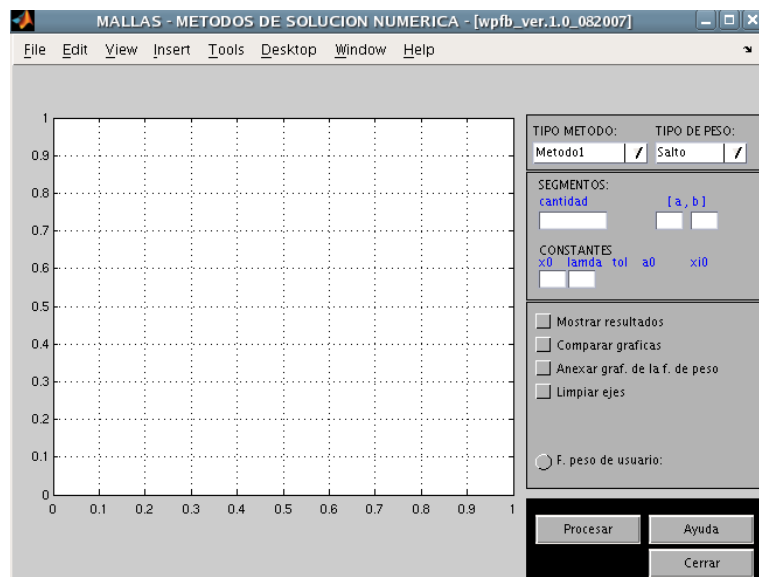 MALLAS - METODOS DE SOLUCION NUMERICA - [wpfb_ver.1.0_082007]
File Edit View Insert Tools Desktop Window Help
1
0.9
0.8
0.7
0.6
0.5
0.4
0.3
0.2
0.1
0
0 0.1 0.2 0.3 0.4 0.5 0.6 0.7 0.8 0.9 1
TIPO METODO: TIPO DE PESO:
Metodo1 Salto
SEGMENTOS:
cantidad [ a , b ]
CONSTANTES
x0 lamda tol a0 xi0
Mostrar resultados
Comparar graficas
Anexar graf. de la f. de peso
Limpiar ejes
F. peso de usuario:
Procesar Ayuda
Cerrar